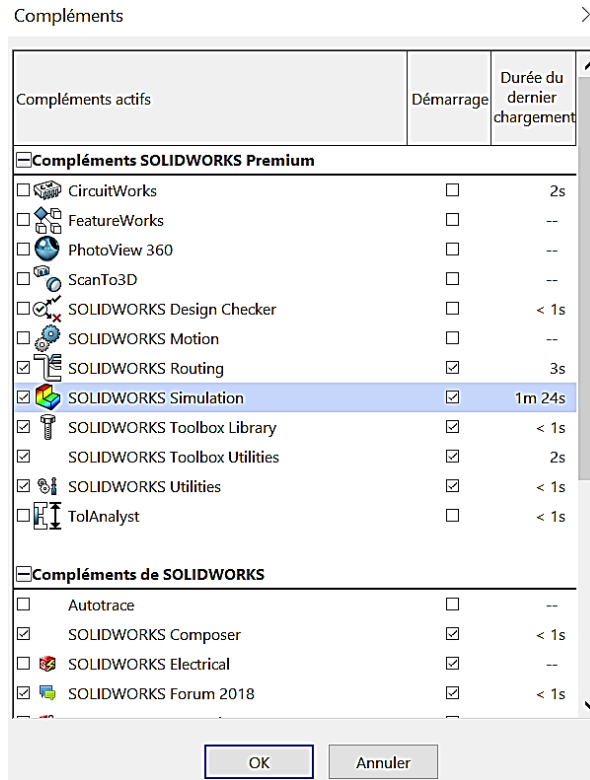 Compléments
Compléments actifs Démarrage Durée du
dernier
chargement
Compléments SOLIDWORKS Premium
CircuitWorks 2s
FeatureWorks --
PhotoView 360 --
ScanTo3D --
SOLIDWORKS Design Checker < 1s
SOLIDWORKS Motion --
SOLIDWORKS Routing 3s
SOLIDWORKS Simulation 1m 24s
SOLIDWORKS Toolbox Library < 1s
SOLIDWORKS Toolbox Utilities 2s
SOLIDWORKS Utilities < 1s
TolAnalyst < 1s
Compléments de SOLIDWORKS
Autotrace --
SOLIDWORKS Composer < 1s
SOLIDWORKS Electrical --
SOLIDWORKS Forum 2018 < 1s
OK Annuler